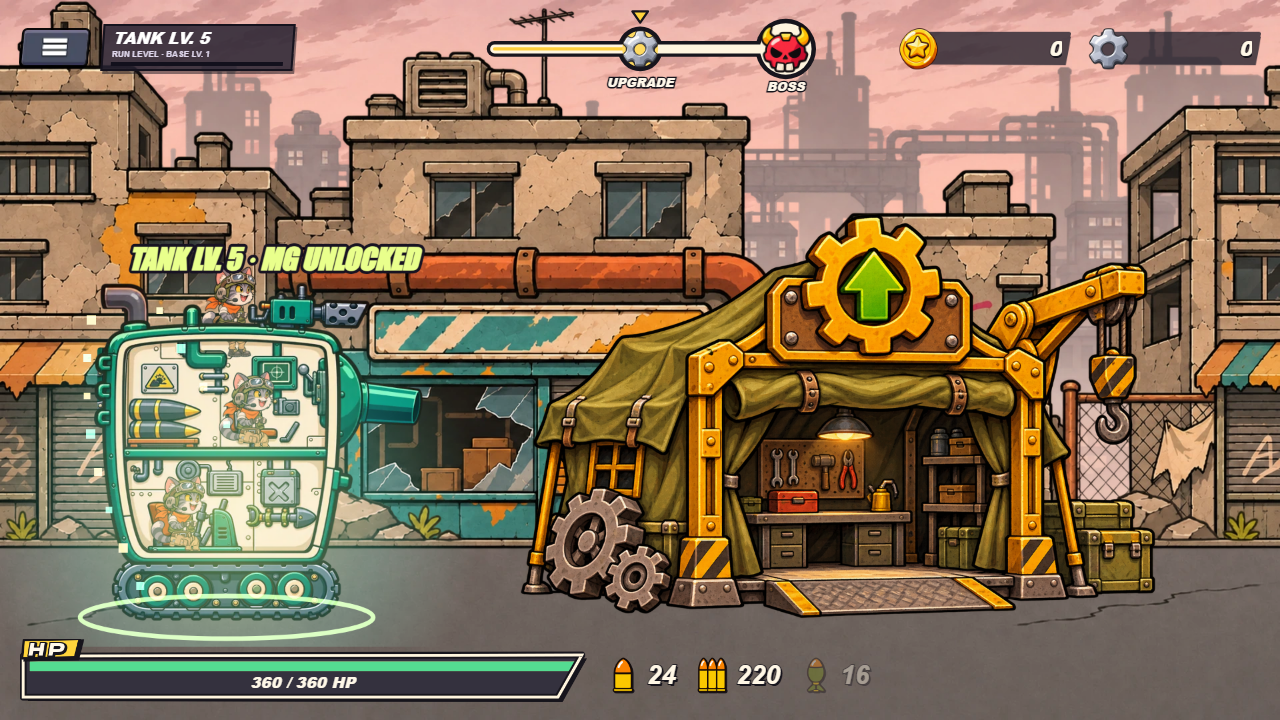 TANK LV. 5
RUN LEVEL - BASE LV. 1
UPGRADE
BOSS
0
0
TANK LV. 5 · MG UNLOCKED
HP
360 / 360 HP
24
220
16